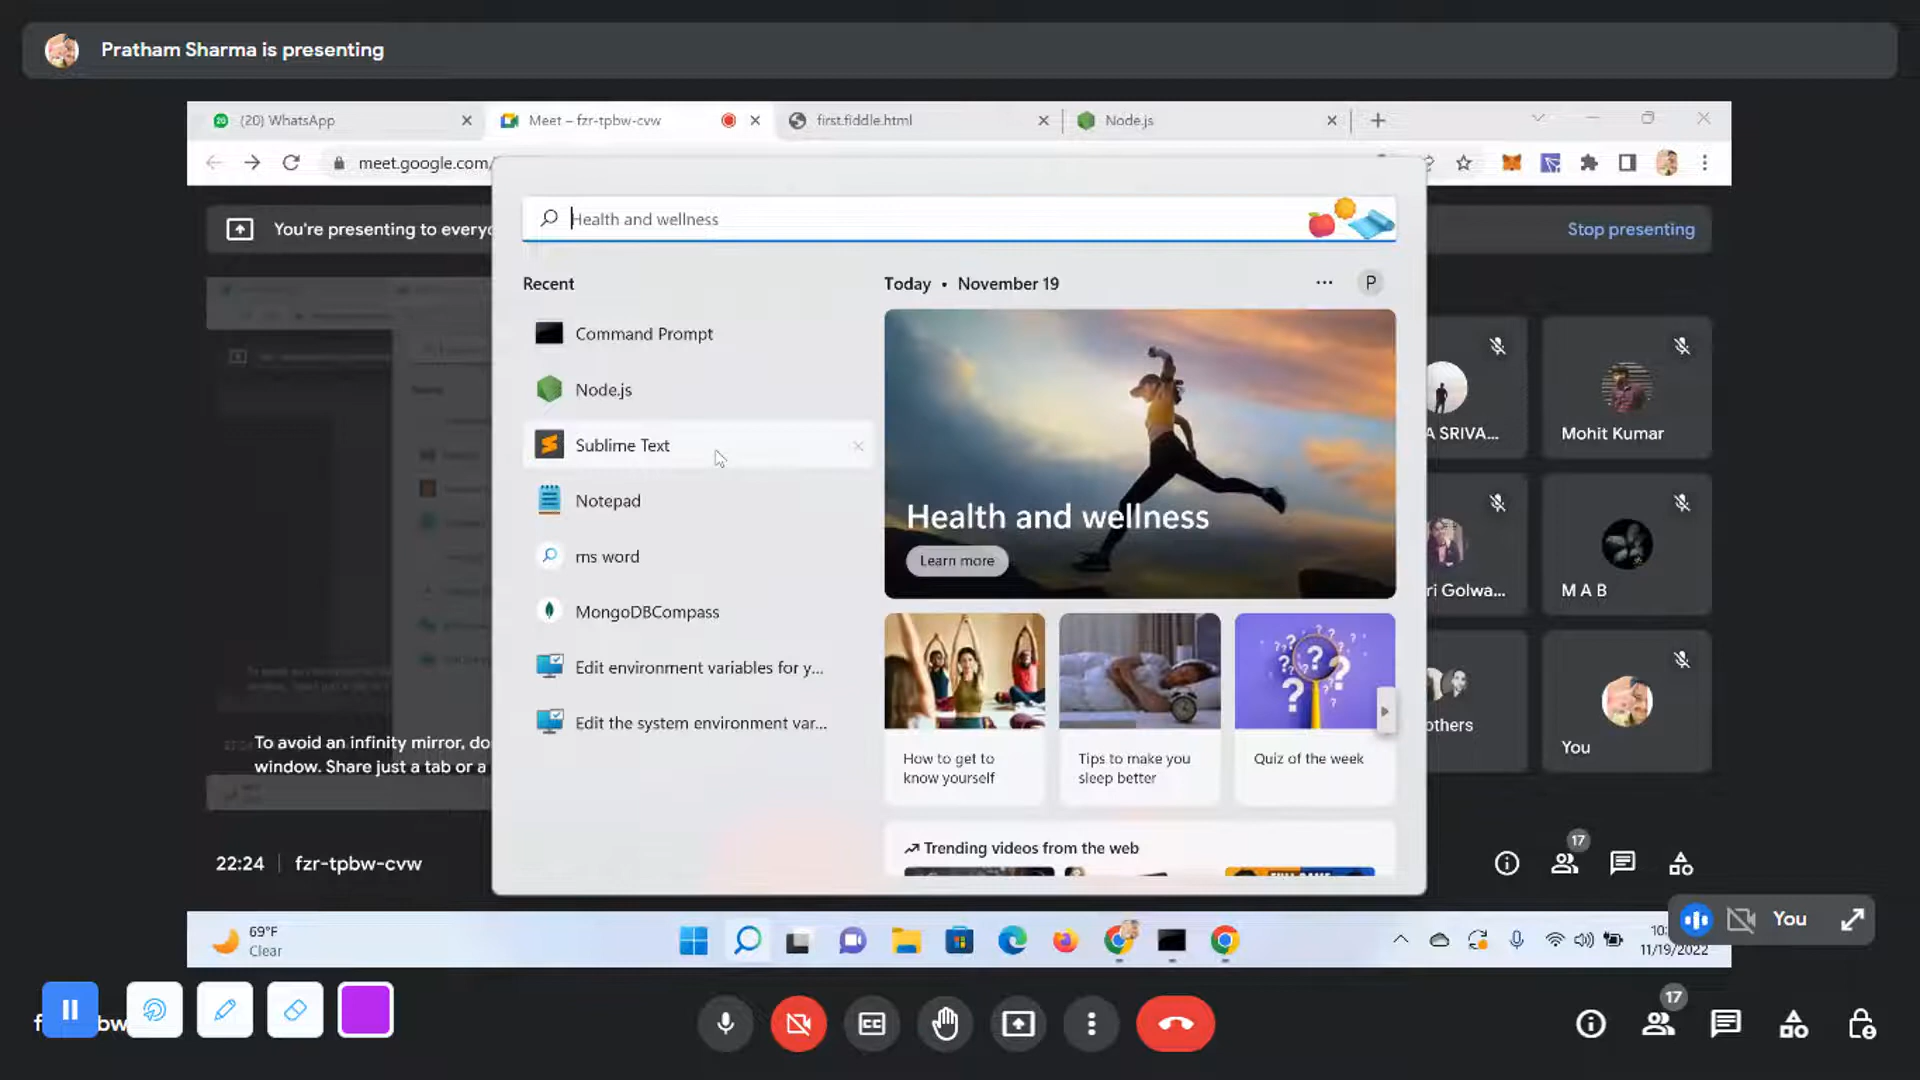 Pratham Sharma is presenting
(20) WhatsApp
Meet – fzr-tpbw-cvw
first.fiddle.html
Node.js
meet.google.com/
You're presenting to everyo
Stop presenting
Health and wellness
Recent
Today • November 19
P
Command Prompt
Node.js
Sublime Text
Notepad
ms word
MongoDBCompass
Edit environment variables for y...
Edit the system environment var...
Health and wellness
Learn more
How to get to
know yourself
Tips to make you
sleep better
Quiz of the week
Trending videos from the web
A SRIVA...
Mohit Kumar
ri Golwa...
M A B
others
You
To avoid an infinity mirror, do
window. Share just a tab or a
22:24
fzr-tpbw-cvw
17
69°F
Clear
10:
11/19/2022
You
17